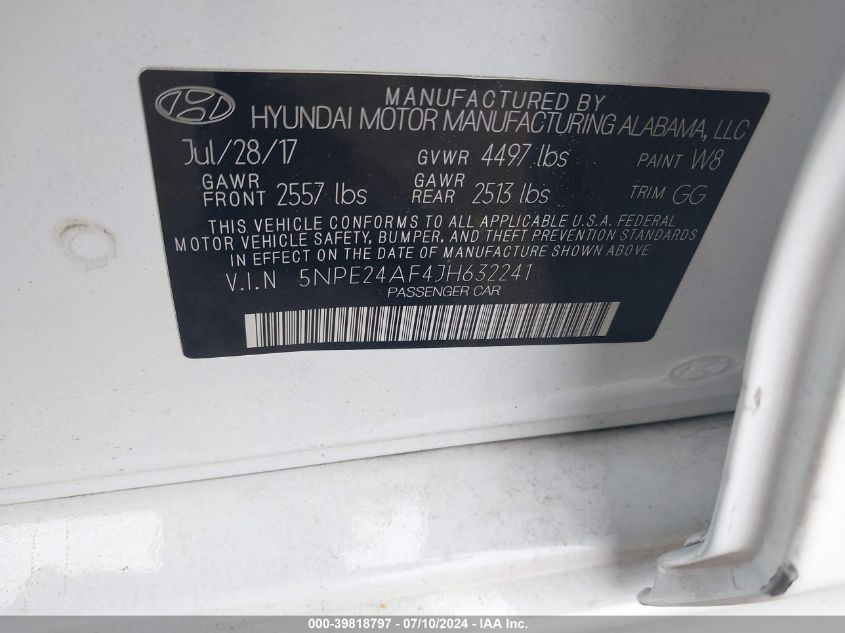 MANUFACTURED BY
HYUNDAI MOTOR MANUFACTURING ALABAMA, LLC
Jul/28/17 GVWR 4497 lbs PAINT W8
GAWR FRONT 2557 lbs GAWR REAR 2513 lbs TRIM GG
THIS VEHICLE CONFORMS TO ALL APPLICABLE U.S.A. FEDERAL
MOTOR VEHICLE SAFETY, BUMPER, AND THEFT PREVENTION STANDARDS
IN EFFECT ON THE DATE OF MANUFACTURE SHOWN ABOVE
V.I.N 5NPE24AF4JH632241
PASSENGER CAR
000-39818797 - 07/10/2024 - IAA Inc.